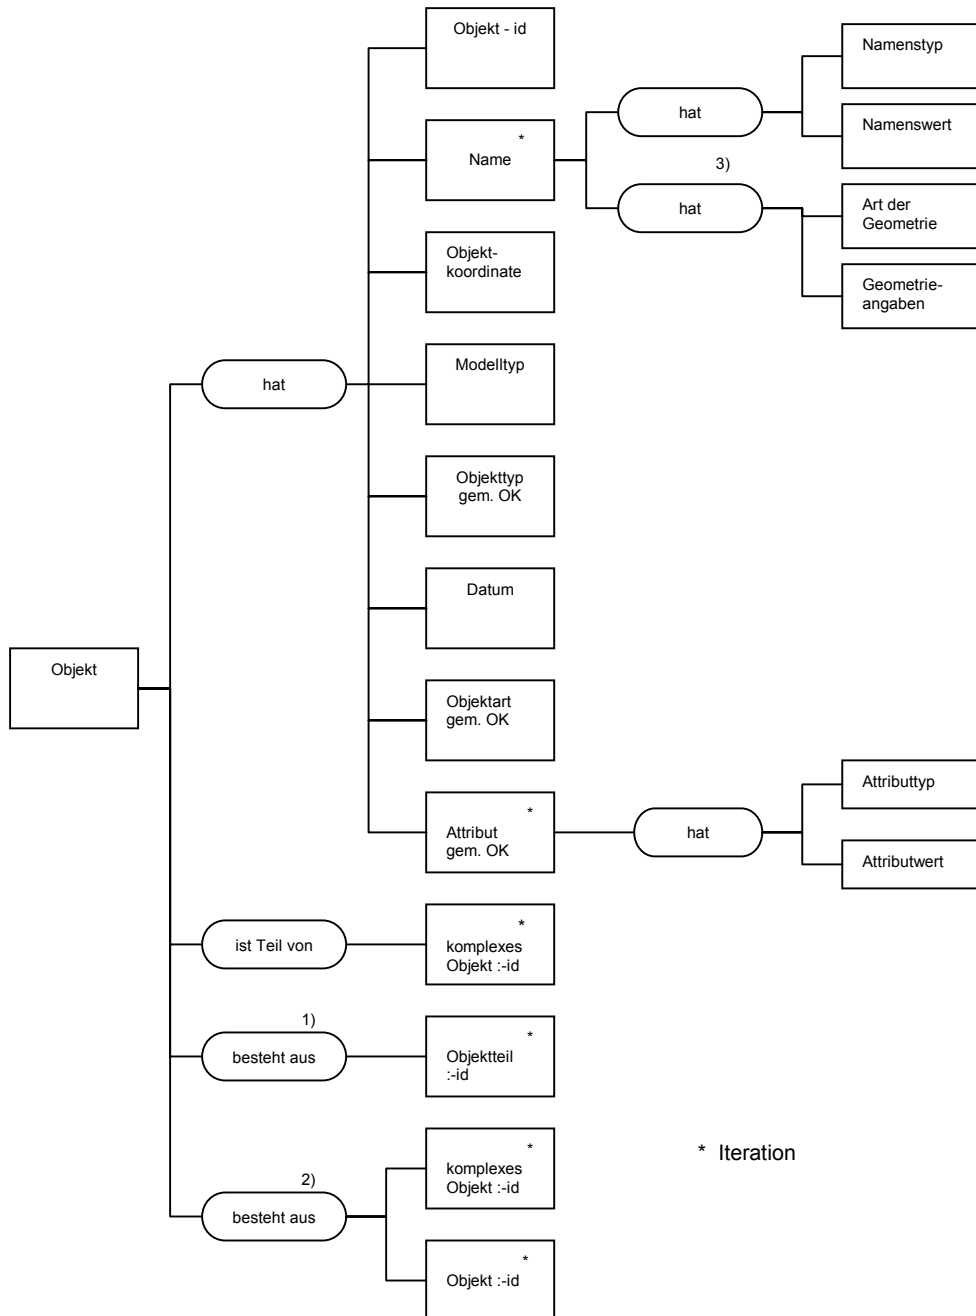 Objekt - id
Namenstyp
hat
Namenswert
*
Name
3)
hat
Art der
Geometrie
Objekt-
koordinate
Geometrie-
angaben
hat
Modelltyp
Objekttyp
gem. OK
Datum
Objekt
Objektart
gem. OK
Attributtyp
*
Attribut
gem. OK
hat
Attributwert
ist Teil von
*
komplexes
Objekt :-id
1)
besteht aus
*
Objektteil
:-id
*
komplexes
Objekt :-id
* Iteration
2)
besteht aus
*
Objekt :-id